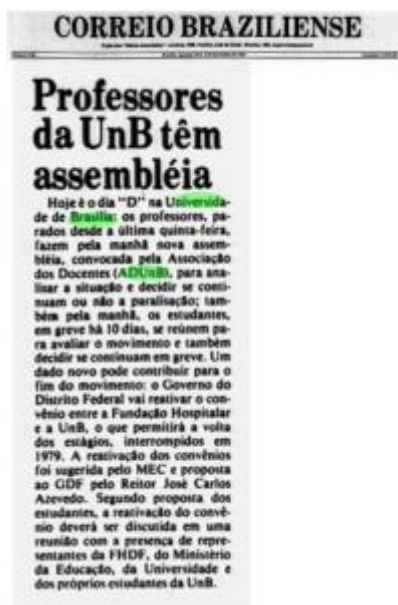 CORREIO BRAZILIENSE
Professores
da UnB têm
assembléia
Hoje é o dia "D" na Universida-
de de Brasília: os professores, pa-
rados desde a última quinta-feira,
fazem pela manhã nova assem-
bléia, convocada pela Associação
dos Docentes (ADUnB), para ana-
lisar a situação e decidir se conti-
nuam ou não a paralisação; tam-
bém pela manhã, os estudantes,
em greve há 10 dias, se reúnem pa-
ra avaliar o movimento e também
decidir se continuam em greve. Um
dado novo pode contribuir para o
fim do movimento: o Governo do
Distrito Federal vai reativar o con-
vênio entre a Fundação Hospitalar
e a UnB, o que permitirá a volta
dos estágios, interrompidos em
1979. A reativação dos convênios
foi sugerida pelo MEC e proposta
ao GDF pelo Reitor José Carlos
Azevedo. Segundo proposta dos
estudantes, a reativação do convê-
nio deverá ser discutida em uma
reunião com a presença de repre-
sentantes da FHDF, do Ministério
da Educação, da Universidade e
dos próprios estudantes da UnB.